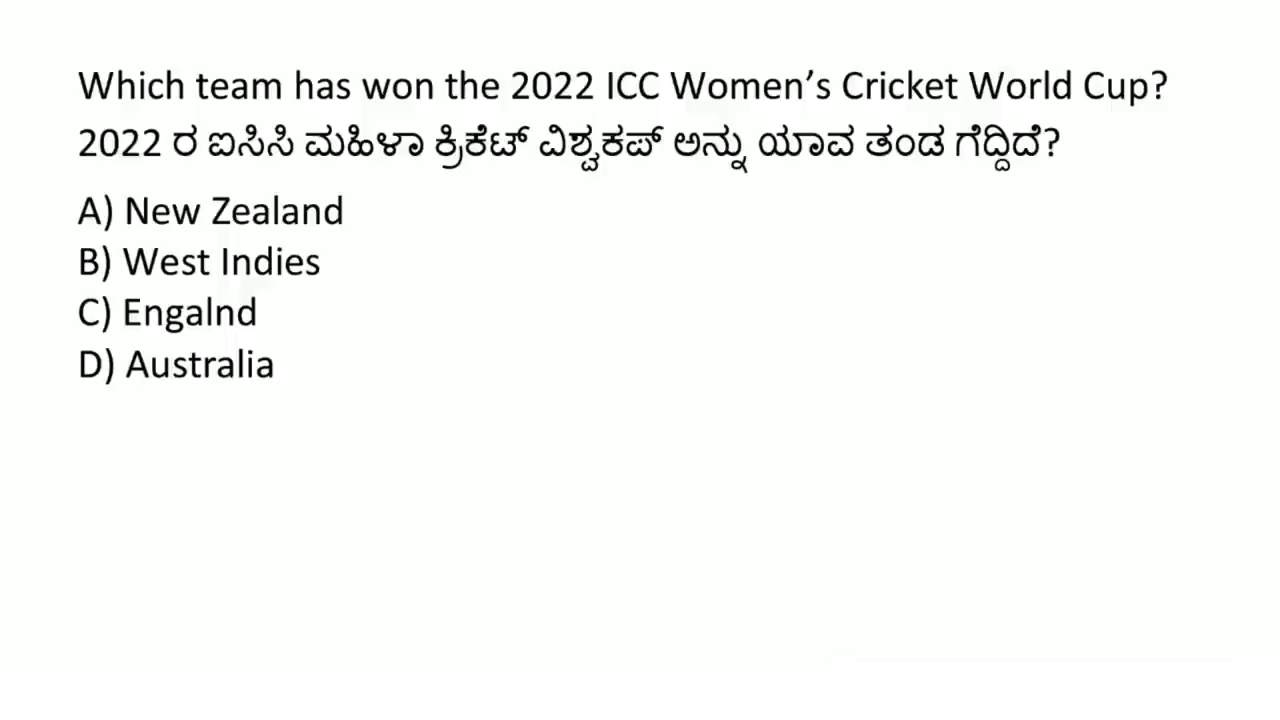 Which team has won the 2022 ICC Women’s Cricket World Cup?
2022 ರ ಐಸಿಸಿ ಮಹಿಳಾ ಕ್ರಿಕೆಟ್ ವಿಶ್ವಕಪ್ ಅನ್ನು ಯಾವ ತಂಡ ಗೆದ್ದಿದೆ?
A) New Zealand
B) West Indies
C) Engalnd
D) Australia